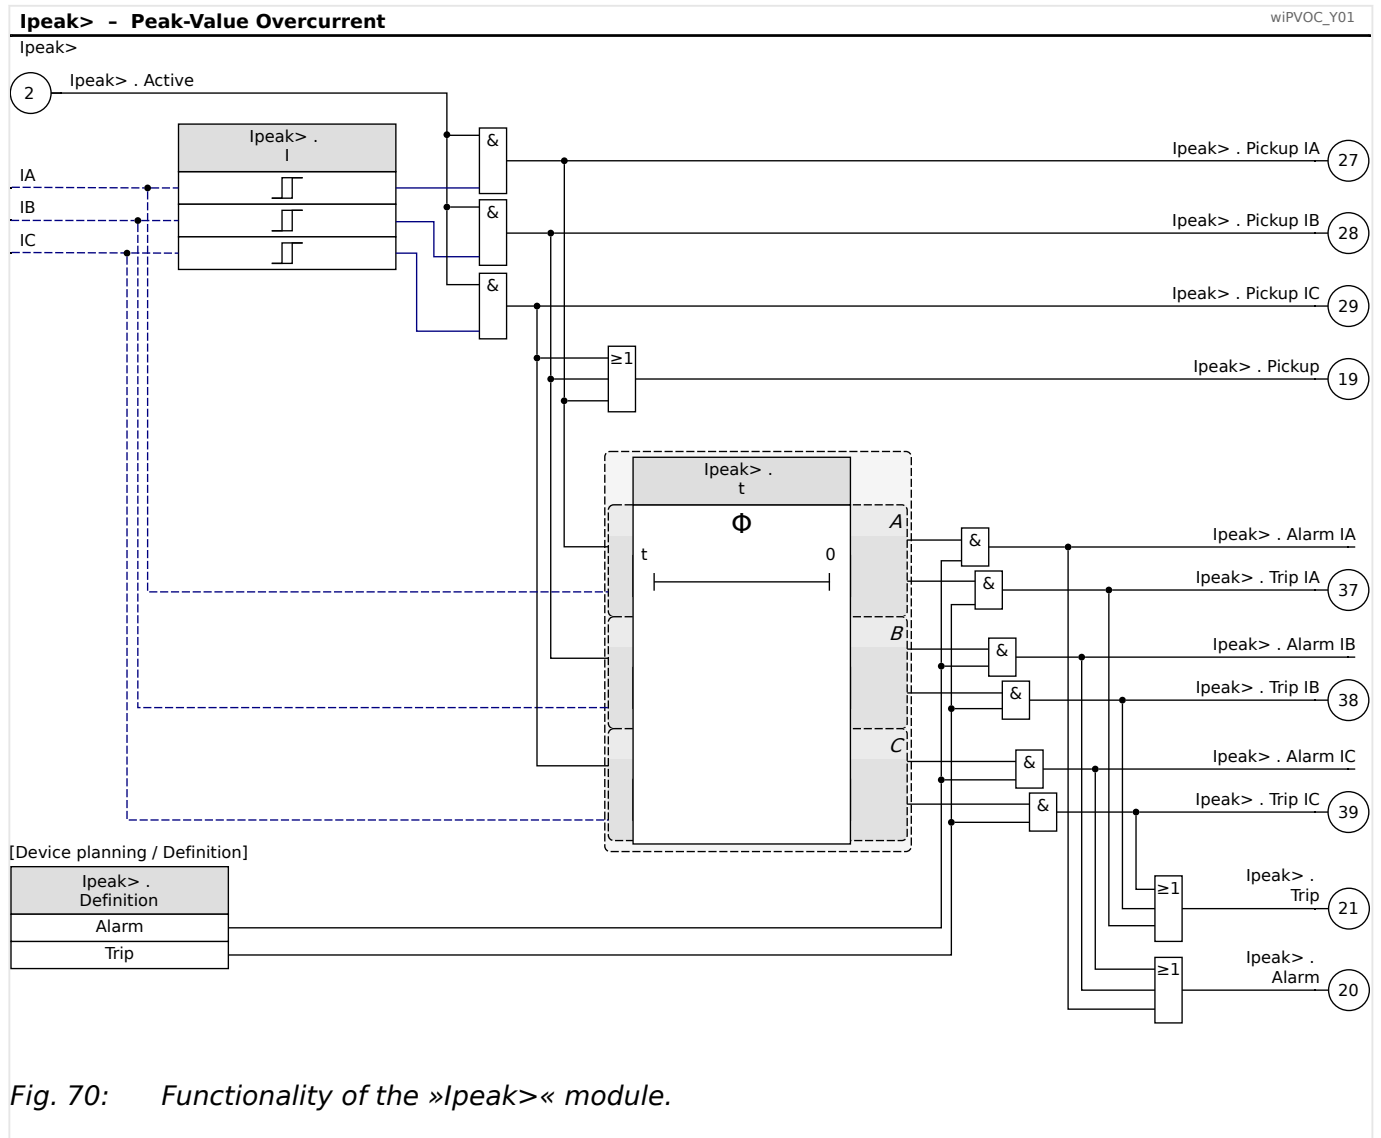 Ipeak> – Peak-Value Overcurrent
wiPVOC_Y01
Ipeak>
2
Ipeak> . Active
Ipeak> .
I
&
Ipeak> . Pickup IA
27
IA
IB
&
Ipeak> . Pickup IB
28
IC
&
Ipeak> . Pickup IC
29
≥1
Ipeak> . Pickup
19
Ipeak> .
t
Φ
t
0
A
&
Ipeak> . Alarm IA
&
Ipeak> . Trip IA
37
B
&
Ipeak> . Alarm IB
&
Ipeak> . Trip IB
38
C
&
Ipeak> . Alarm IC
&
Ipeak> . Trip IC
39
[Device planning / Definition]
Ipeak> .
Definition
Alarm
Trip
≥1
Ipeak> .
Trip
21
≥1
Ipeak> .
Alarm
20
Fig. 70: Functionality of the »Ipeak>« module.